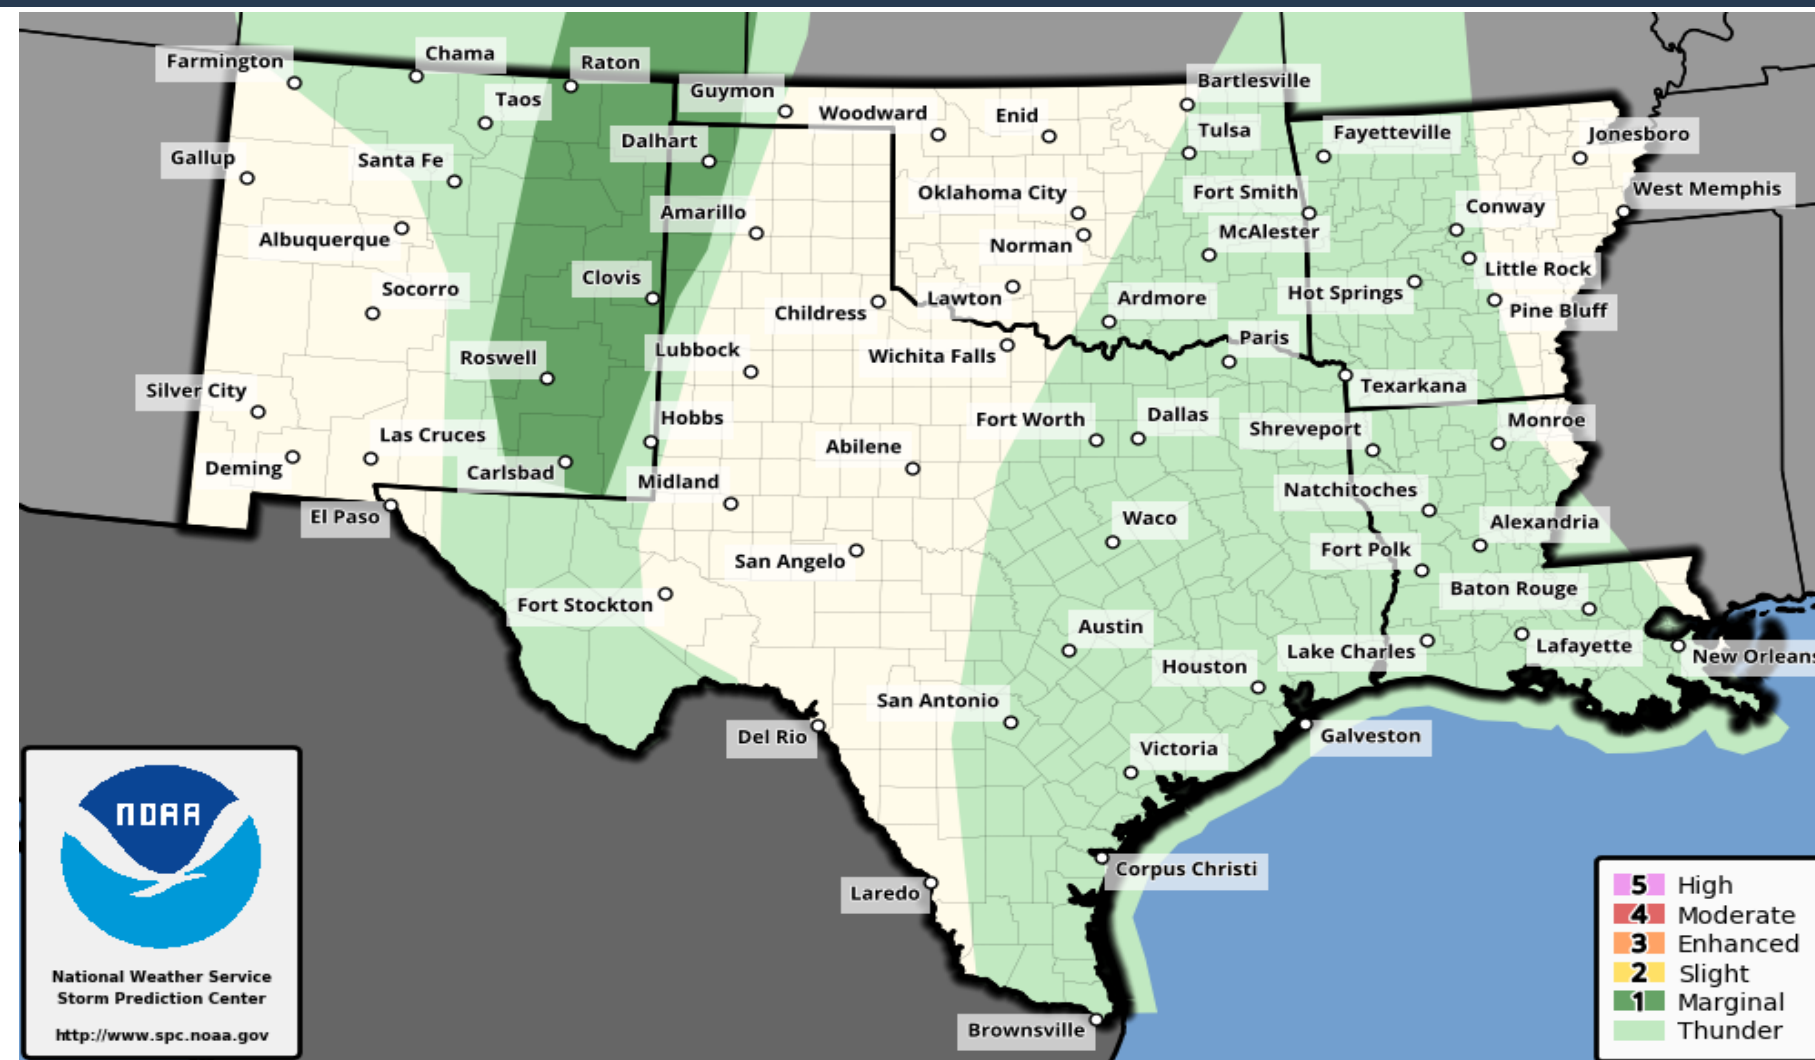 Farmington
Chama
Raton
Taos
Guymon
Woodward
Enid
Bartlesville
Tulsa
Fayetteville
Jonesboro
Gallup
Santa Fe
Dalhart
Oklahoma City
Fort Smith
West Memphis
Conway
Albuquerque
Amarillo
Norman
McAlester
Little Rock
Socorro
Clovis
Childress
Lawton
Ardmore
Hot Springs
Pine Bluff
Roswell
Lubbock
Wichita Falls
Paris
Texarkana
Silver City
Las Cruces
Hobbs
Abilene
Fort Worth
Dallas
Shreveport
Monroe
Deming
Carlsbad
Midland
Natchitoches
El Paso
Waco
Alexandria
San Angelo
Fort Polk
Fort Stockton
Baton Rouge
Austin
Houston
Lake Charles
Lafayette
New Orleans
San Antonio
Del Rio
Victoria
Galveston
Laredo
Corpus Christi
Brownsville
NOAA
National Weather Service
Storm Prediction Center
http://www.spc.noaa.gov
5 High
4 Moderate
3 Enhanced
2 Slight
1 Marginal
Thunder